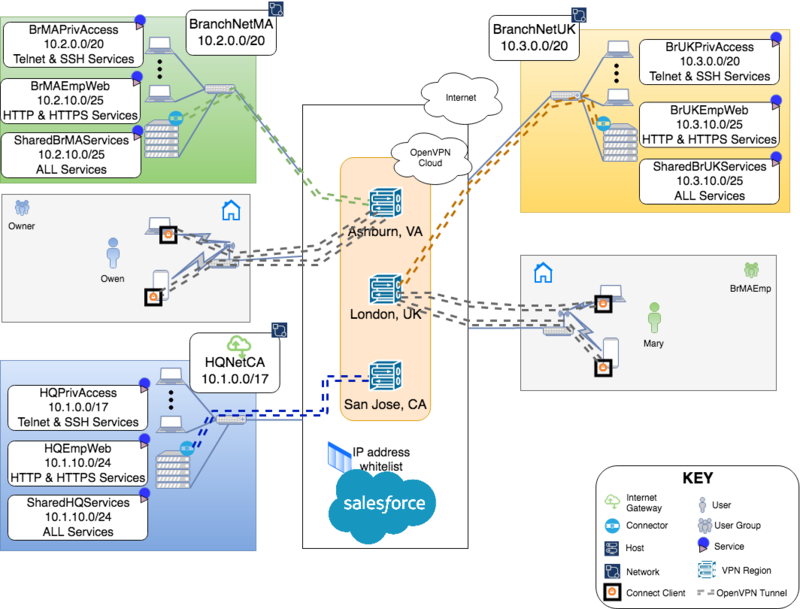 BrMAPrivAccess
10.2.0.0/20
Telnet & SSH Services
BrMAEmpWeb
10.2.10.0/25
HTTP & HTTPS Services
SharedBrMAServices
10.2.10.0/25
ALL Services
BranchNetMA
10.2.0.0/20
Internet
OpenVPN
Cloud
BranchNetUK
10.3.0.0/20
BrUKPrivAccess
10.3.0.0/20
Telnet & SSH Services
BrUKEmpWeb
10.3.10.0/25
HTTP & HTTPS Services
SharedBrUKServices
10.3.10.0/25
ALL Services
Owner
Owen
Ashburn, VA
London, UK
San Jose, CA
BrMAEmp
Mary
HQNetCA
10.1.0.0/17
HQPrivAccess
10.1.0.0/17
Telnet & SSH Services
HQEmpWeb
10.1.10.0/24
HTTP & HTTPS Services
SharedHQServices
10.1.10.0/24
ALL Services
IP address
whitelist
salesforce
KEY
Internet
Gateway
User
Connector
User Group
Host
Service
Network
VPN Region
Connect Client
OpenVPN Tunnel